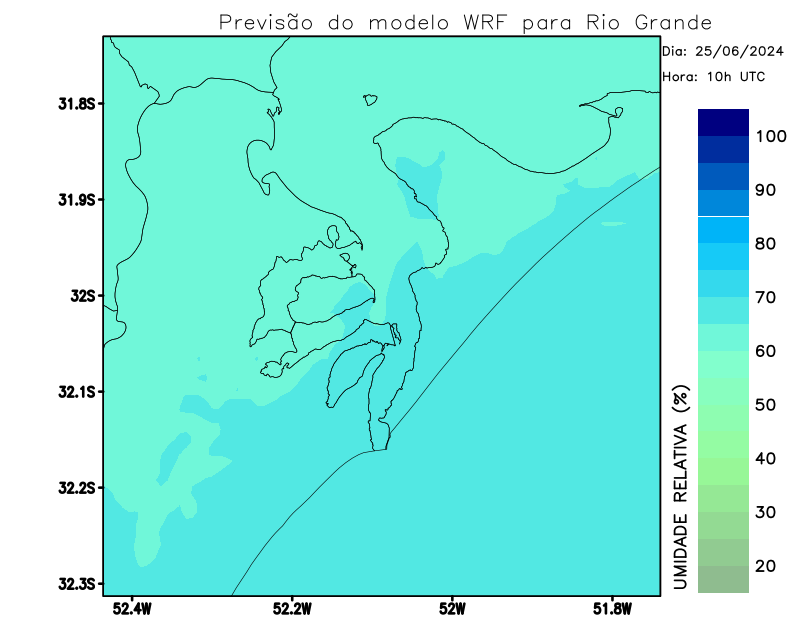 Previsão do modelo WRF para Rio Grande
Dia: 25/06/2024
Hora: 10h UTC
31.8S
31.9S
32S
32.1S
32.2S
32.3S
52.4W
52.2W
52W
51.8W
100
90
80
70
60
50
40
30
20
UMIDADE RELATIVA (%)